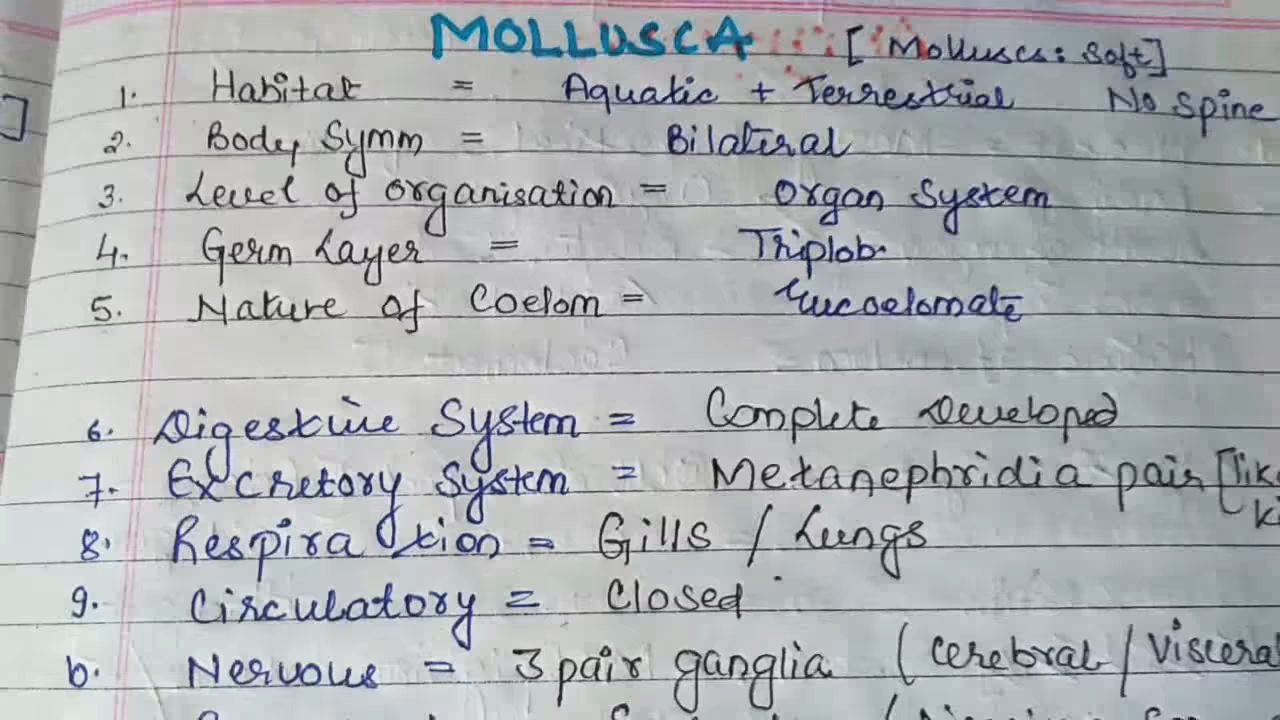 MOLLUSCA [Molluscs: Soft]
1. Habitat = Aquatic + Terrestrial No Spine
2. Body Symm = Bilateral
3. Level of organisation = Organ System
4. Germ Layer = Triplob.
5. Nature of Coelom = Eucoelomate
6. Digestive System = Complete Developed
7. Excretory System = Metanephridia pair [lik
ki
8. Respiration = Gills / Lungs
9. Circulatory = Closed
10. Nervous = 3 pair ganglia (Cerebral / Viscera